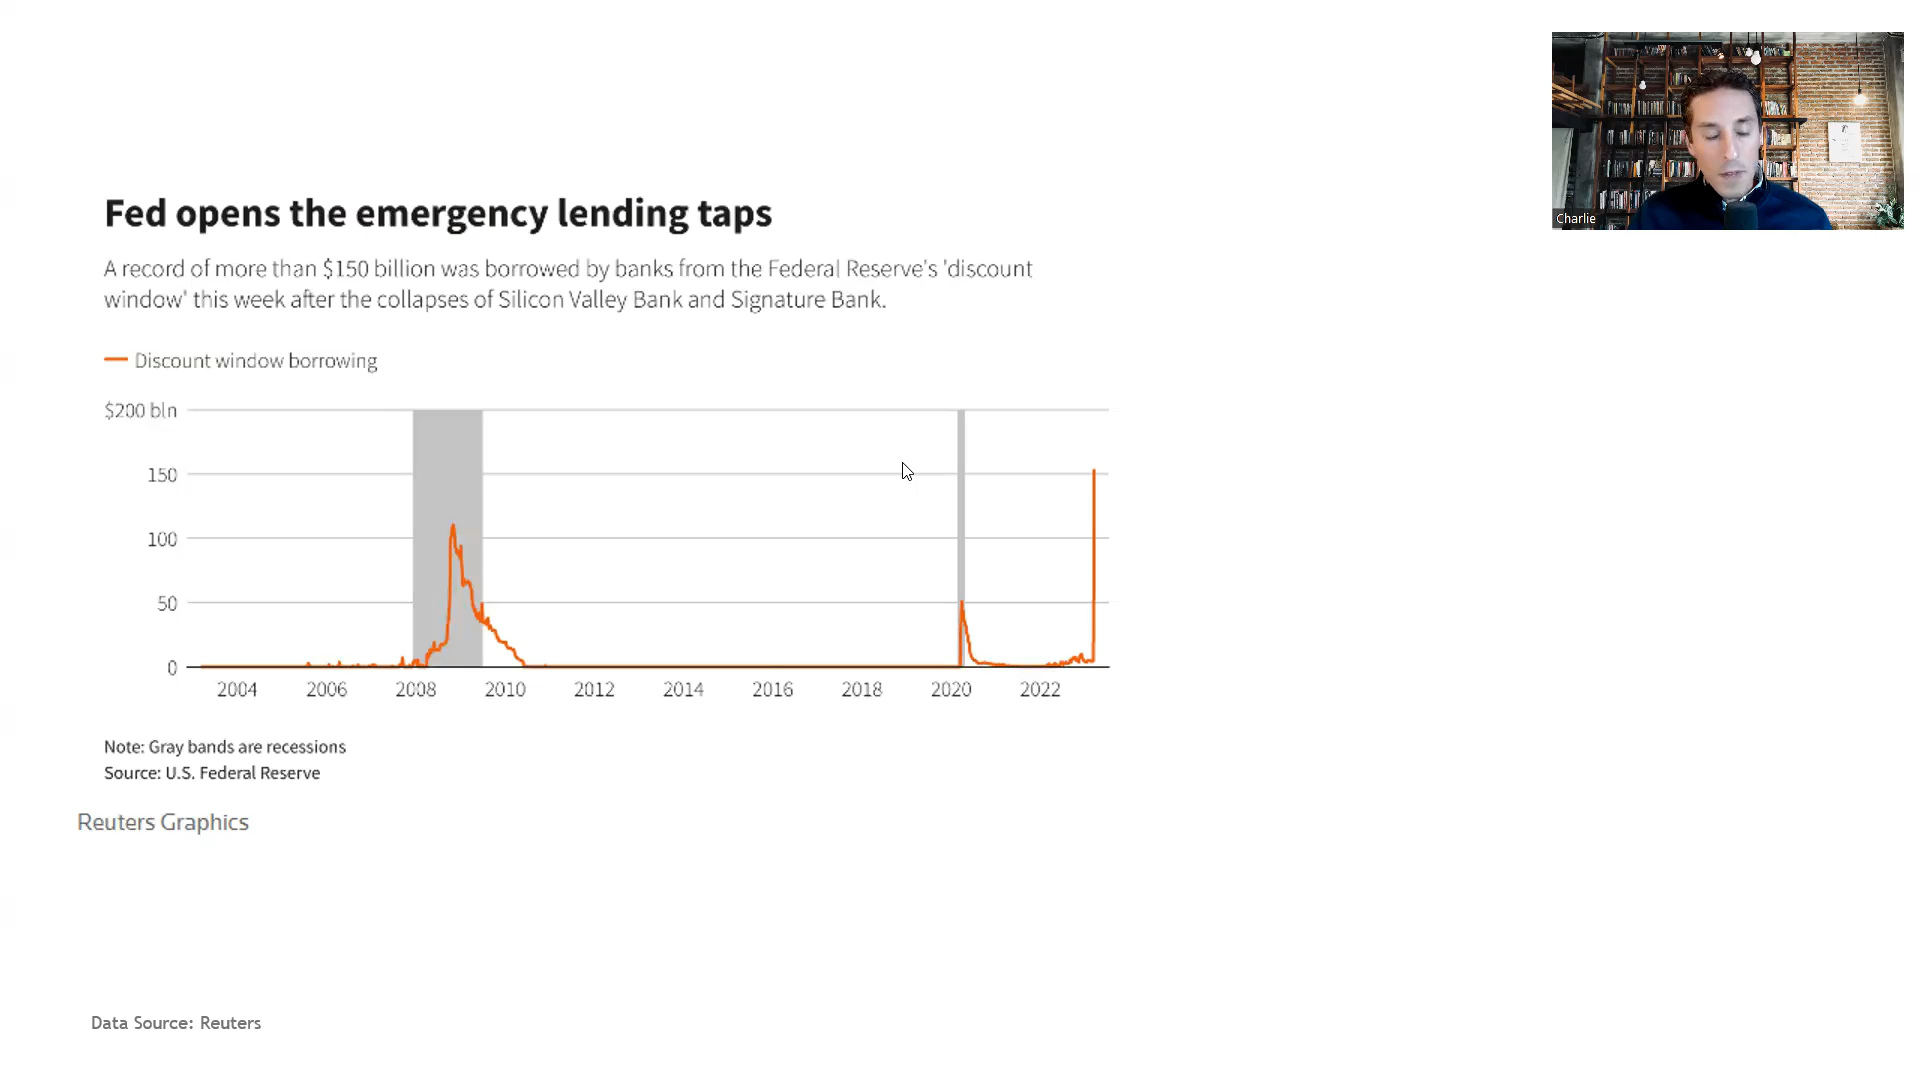 Fed opens the emergency lending taps
A record of more than $150 billion was borrowed by banks from the Federal Reserve's 'discount
window' this week after the collapses of Silicon Valley Bank and Signature Bank.
Discount window borrowing
$200 bln
150
100
50
0
2004 2006 2008 2010 2012 2014 2016 2018 2020 2022
Note: Gray bands are recessions
Source: U.S. Federal Reserve
Reuters Graphics
Data Source: Reuters
Charlie